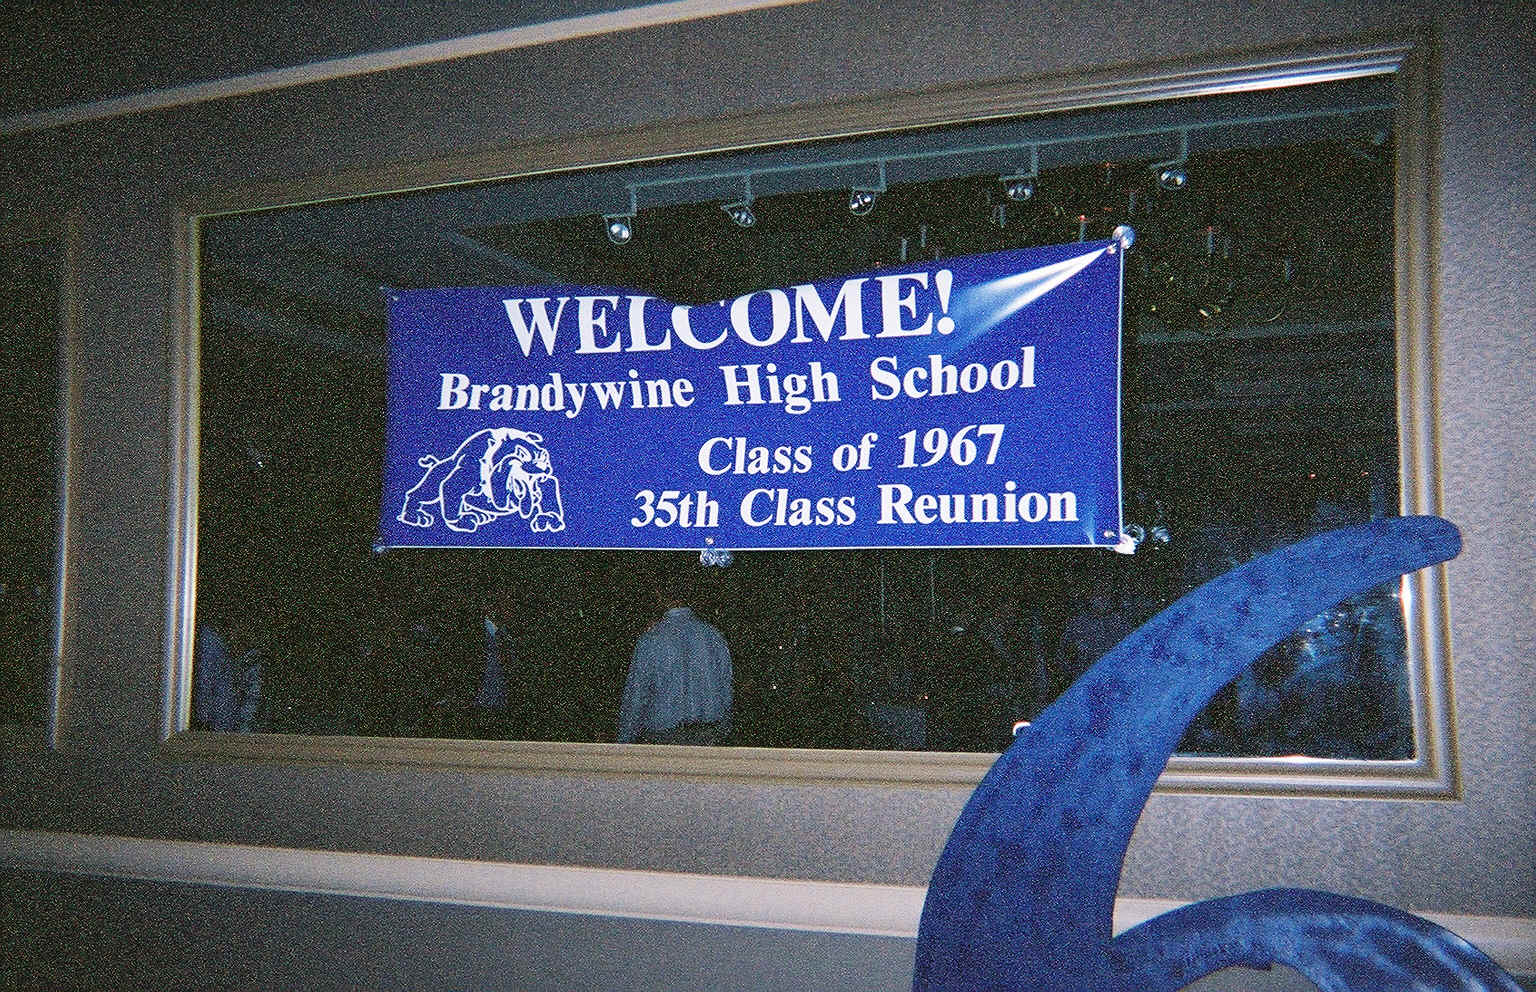 WELCOME!
Brandywine High School
Class of 1967
35th Class Reunion